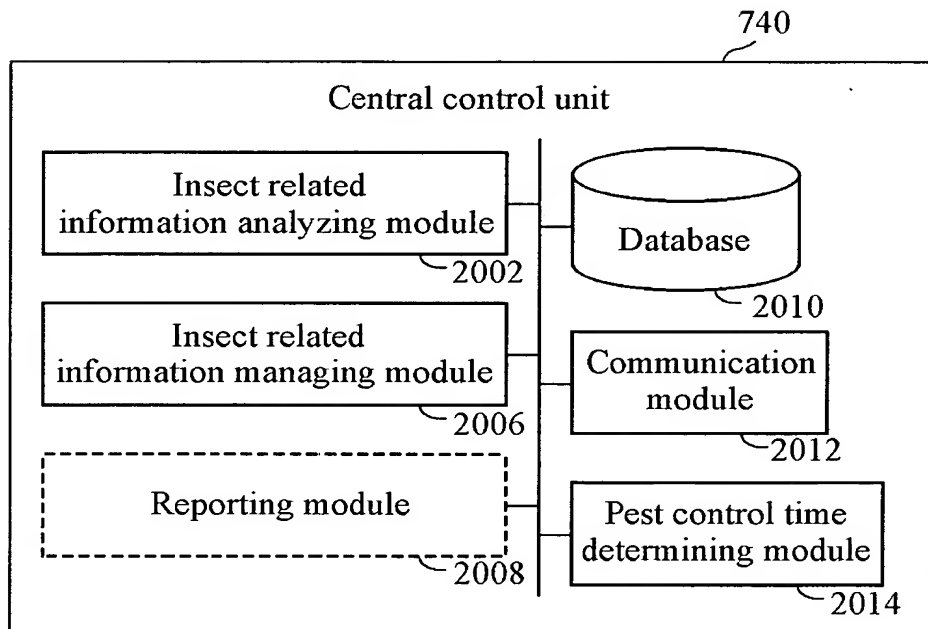 740
Central control unit
Insect related
information analyzing module
2002
Database
2010
Insect related
information managing module
2006
Communication
module
2012
Reporting module
2008
Pest control time
determining module
2014